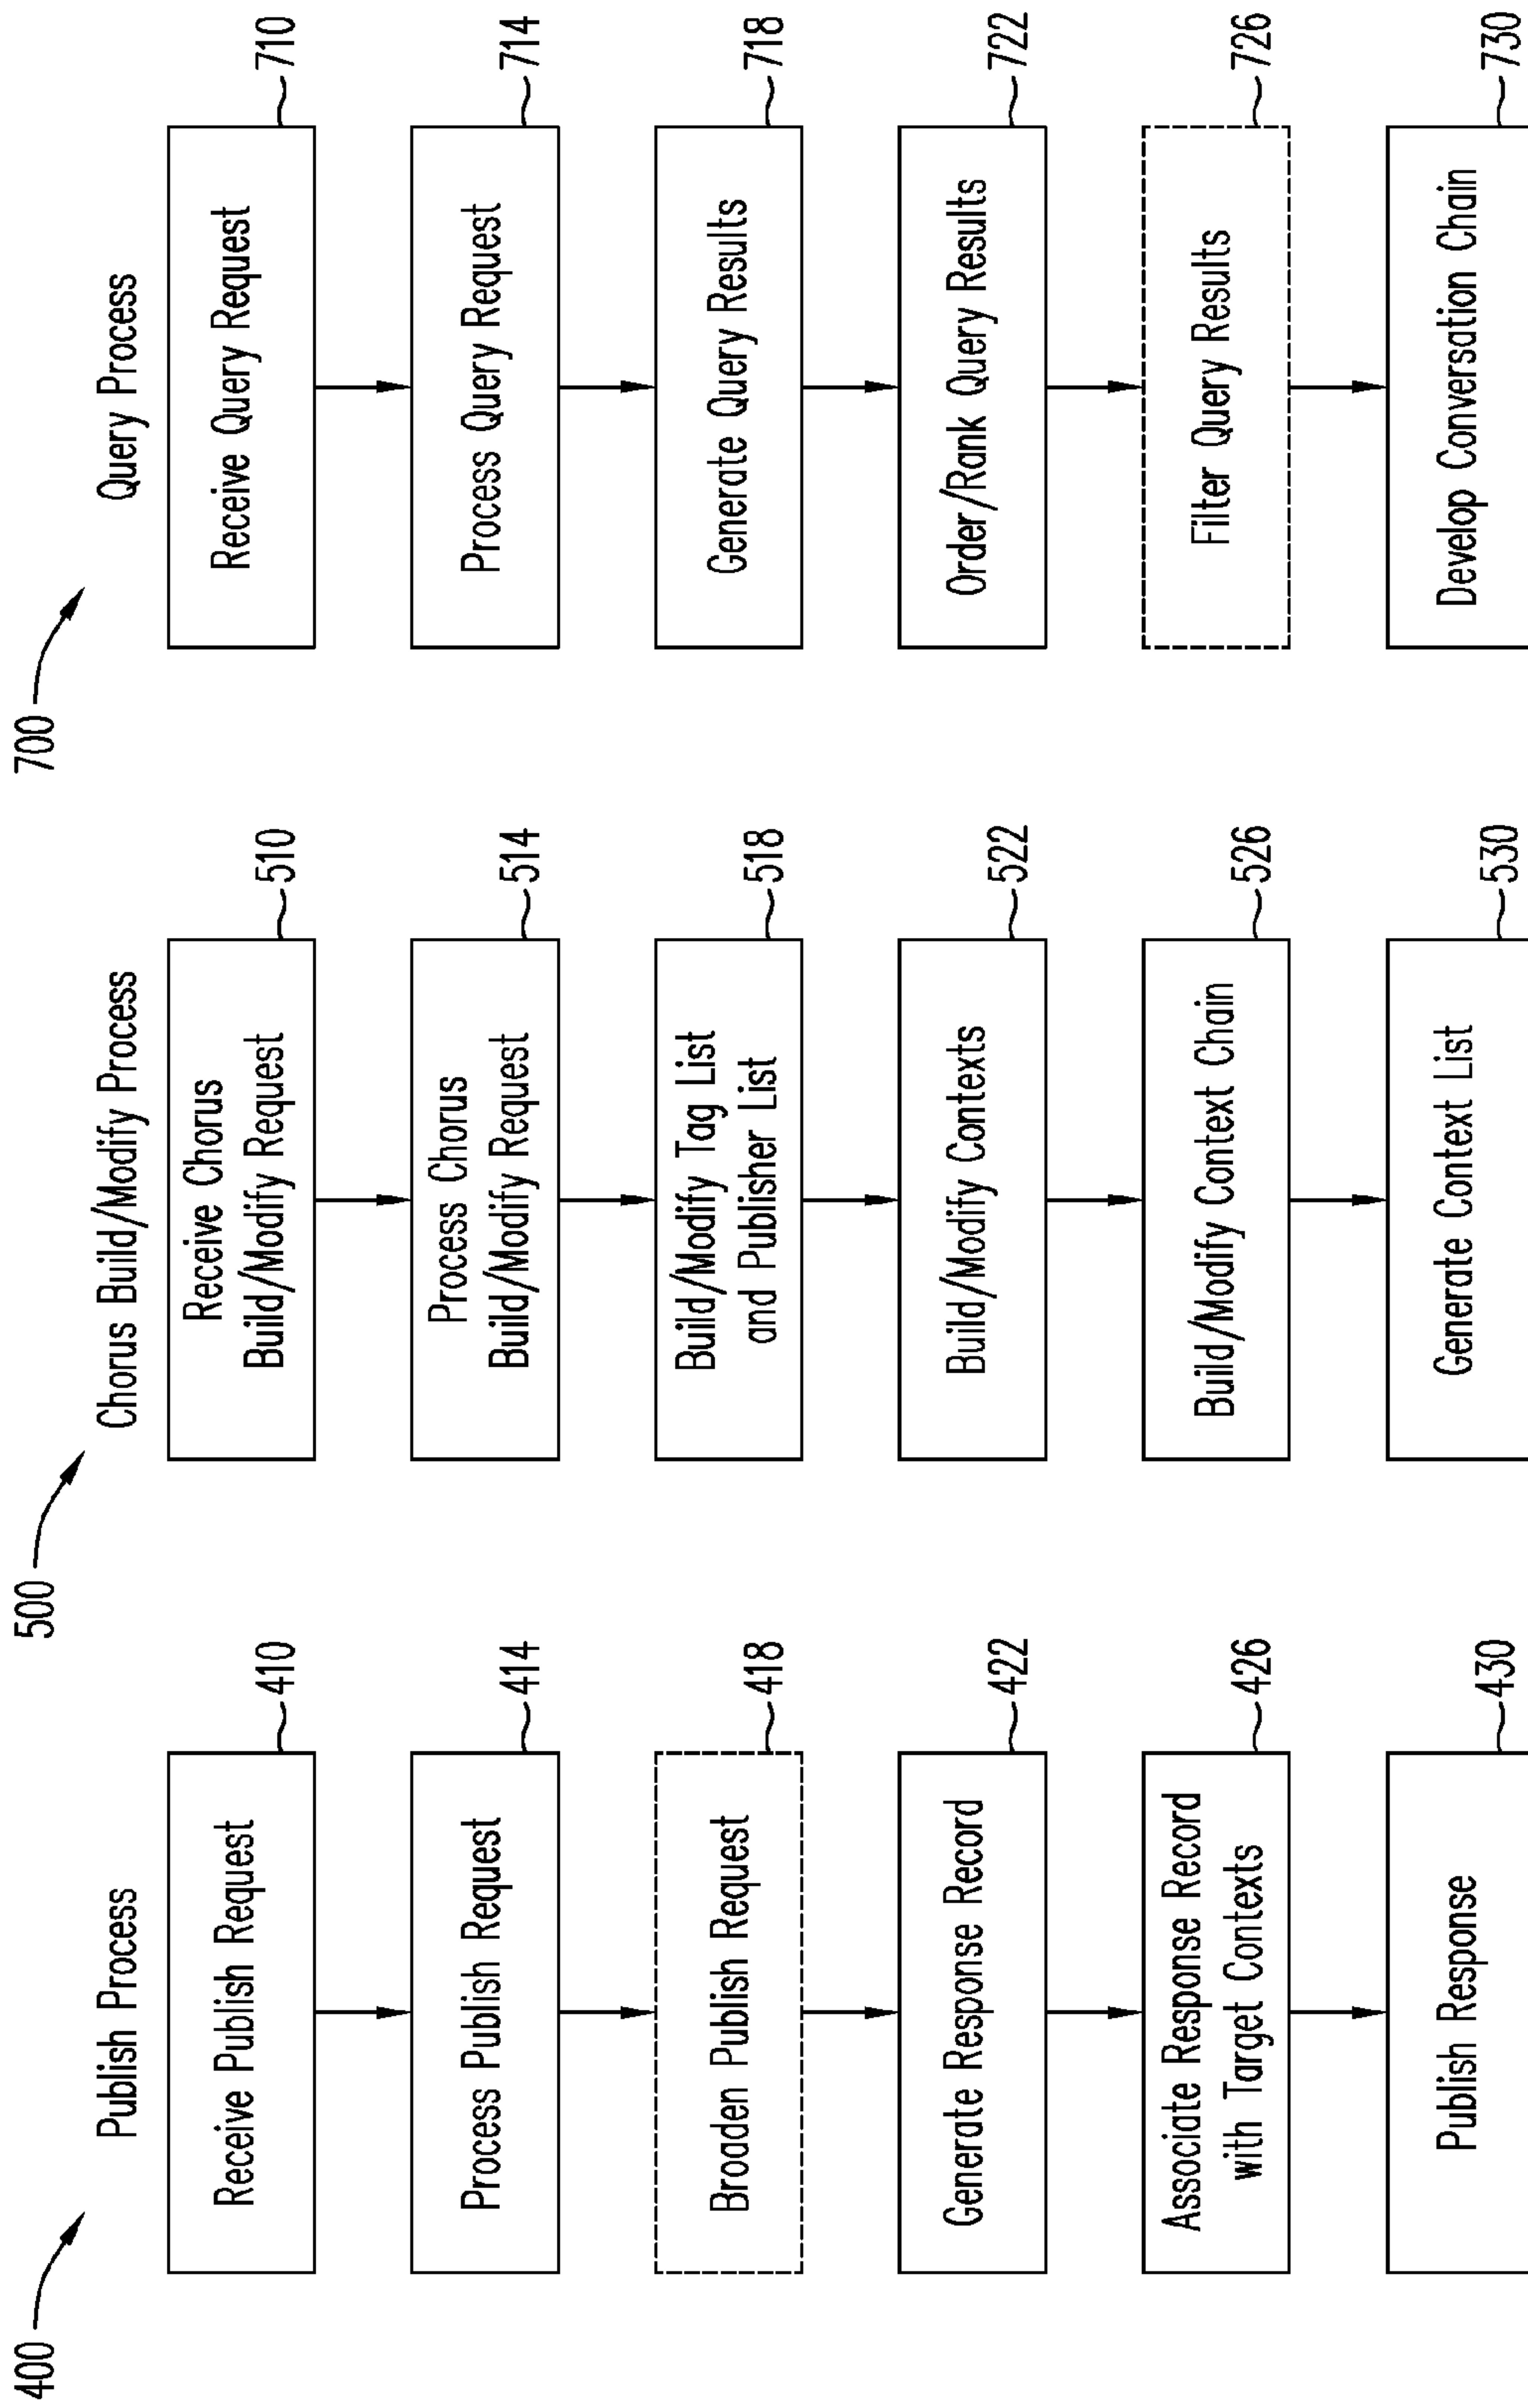 400
Publish Process
Receive Publish Request
410
Process Publish Request
414
Broaden Publish Request
418
Generate Response Record
422
Associate Response Record
with Target Contexts
426
Publish Response
430
500
Chorus Build/Modify Process
Receive Chorus
Build/Modify Request
510
Process Chorus
Build/Modify Request
514
Build/Modify Tag List
and Publisher List
518
Build/Modify Contexts
522
Build/Modify Context Chain
526
Generate Context List
530
700
Query Process
Receive Query Request
710
Process Query Request
714
Generate Query Results
718
Order/Rank Query Results
722
Filter Query Results
726
Develop Conversation Chain
730